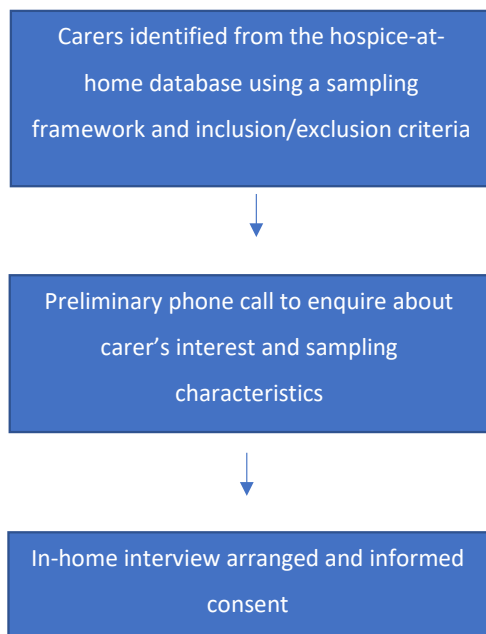 Carers identified from the hospice-at-
home database using a sampling
framework and inclusion/exclusion criteria
Preliminary phone call to enquire about
carer’s interest and sampling
characteristics
In-home interview arranged and informed
consent